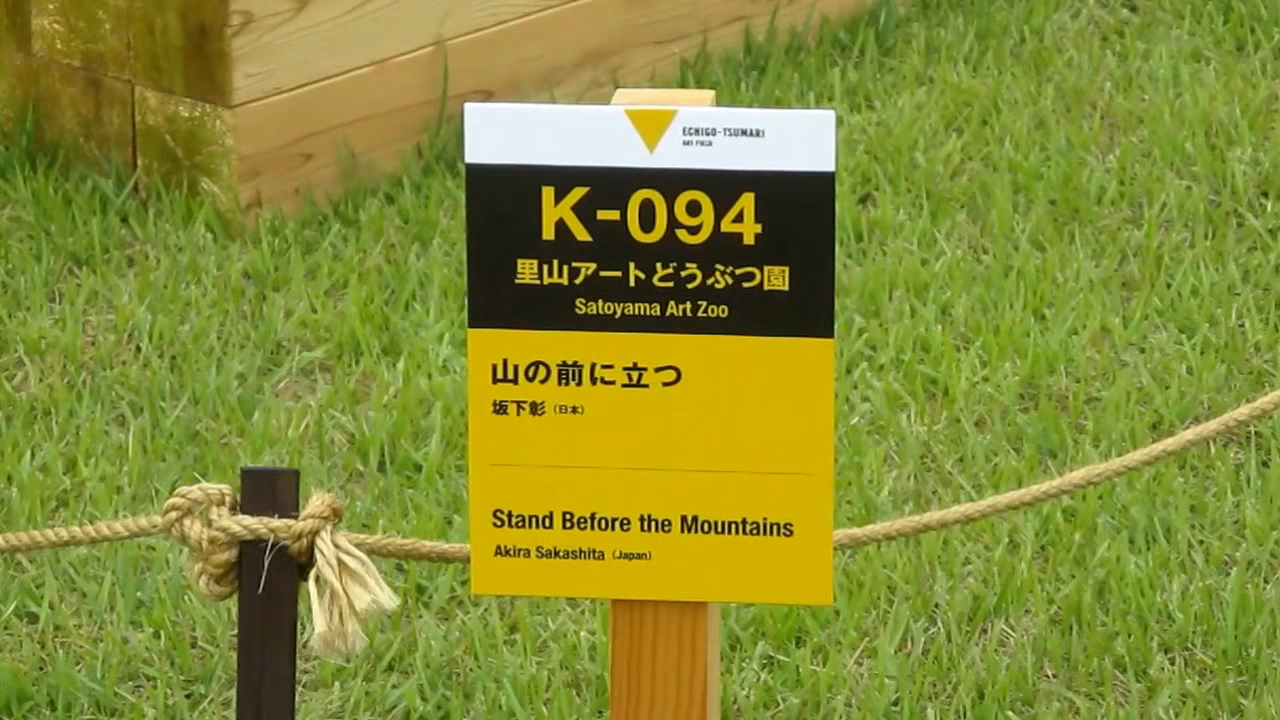 ECHIGO-TSUMARI
ART FIELD
K-094
里山アートどうぶつ園
Satoyama Art Zoo
山の前に立つ
坂下彰（日本）
Stand Before the Mountains
Akira Sakashita（Japan）